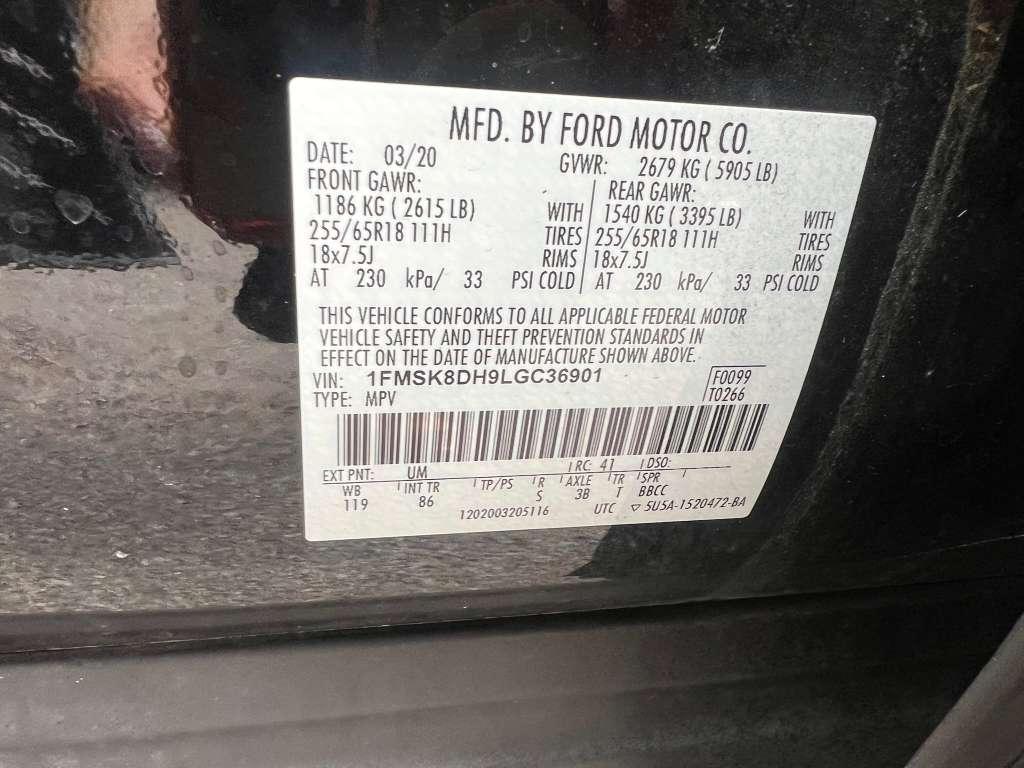 MFD. BY FORD MOTOR CO.
DATE: 03/20 GVWR: 2679 KG ( 5905 LB)
FRONT GAWR: REAR GAWR:
1186 KG ( 2615 LB) WITH 1540 KG ( 3395 LB) WITH
255/65R18 111H TIRES 255/65R18 111H TIRES
18x7.5J RIMS 18x7.5J RIMS
AT 230 kPa/ 33 PSI COLD AT 230 kPa/ 33 PSI COLD
THIS VEHICLE CONFORMS TO ALL APPLICABLE FEDERAL MOTOR
VEHICLE SAFETY AND THEFT PREVENTION STANDARDS IN
EFFECT ON THE DATE OF MANUFACTURE SHOWN ABOVE.
VIN: 1FMSK8DH9LGC36901 F0099
TYPE: MPV T0266
EXT PNT: UM RC: 41 DSO:
WB INT TR TP/PS R AXLE TR SPR
119 86 S 3B T BBCC
1202003205116 UTC ▽ 5U5A-1520472-BA